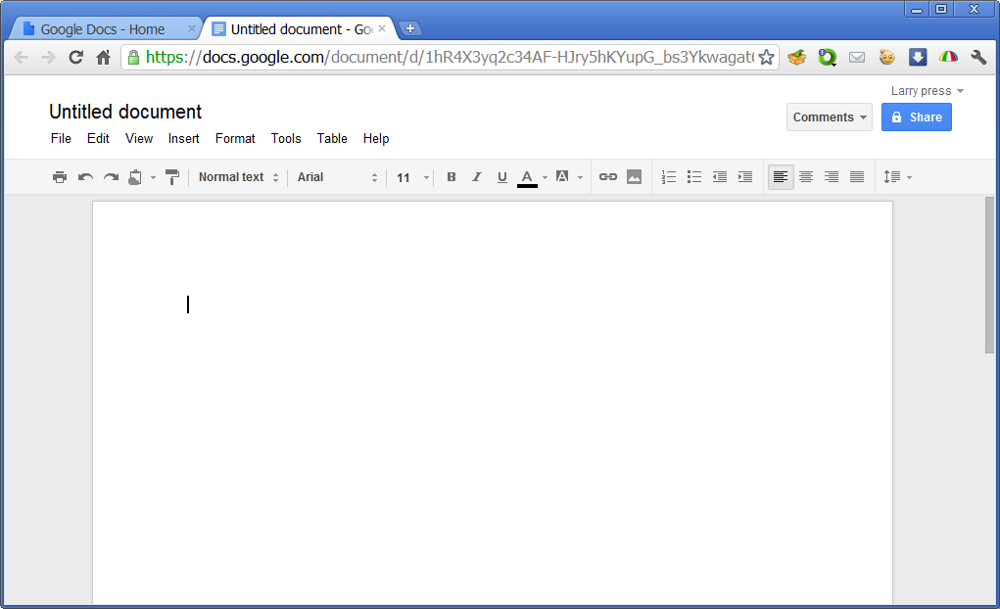 Google Docs - Home
Untitled document - Goo
https://docs.google.com/document/d/1hR4X3yq2c34AF-HJry5hKYupG_bs3Ykwagat
Larry press
Untitled document
Comments
Share
File Edit View Insert Format Tools Table Help
Normal text Arial 11 B I U A A